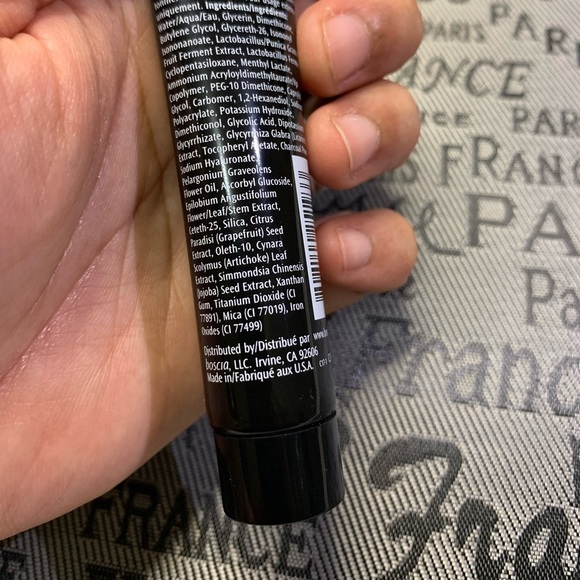 uniquement. Ingredients/Ingrédients:
Water/Aqua/Eau, Glycerin, Dimethicone,
Butylene Glycol, Glycereth-26, Isononyl
Isononanoate, Lactobacillus/Punica Granatum
Fruit Ferment Extract, Lactobacillus/
Cyclopentasiloxane, Menthyl Lactate,
Ammonium Acryloyldimethyltaurate/
Copolymer, PEG-10 Dimethicone,
Glycol, Carbomer, 1,2-Hexanediol, Sodium
Polyacrylate, Potassium Hydroxide,
Dimethiconol, Glycolic Acid, Dipotassium
Glycyrrhizate, Glycyrrhiza Glabra (Licorice)
Extract, Tocopheryl Acetate, Charcoal
Sodium Hyaluronate,
Pelargonium Graveolens
Flower Oil, Ascorbyl Glucoside,
Epilobium Angustifolium
Flower/Leaf/Stem Extract,
Ceteth-25, Silica, Citrus
Paradisi (Grapefruit) Seed
Extract, Oleth-10, Cynara
Scolymus (Artichoke) Leaf
Extract, Simmondsia Chinensis
(Jojoba) Seed Extract, Xanthan
Gum, Titanium Dioxide (CI
77891), Mica (CI 77019), Iron
Oxides (CI 77499)
Distributed by/Distribué par
boscia, LLC. Irvine, CA 92606
Made in/Fabriqué aux U.S.A.
PARIS
PARIS
FRANCE
PARIS
FRANCE
Pa
France
FRANCE
Fra